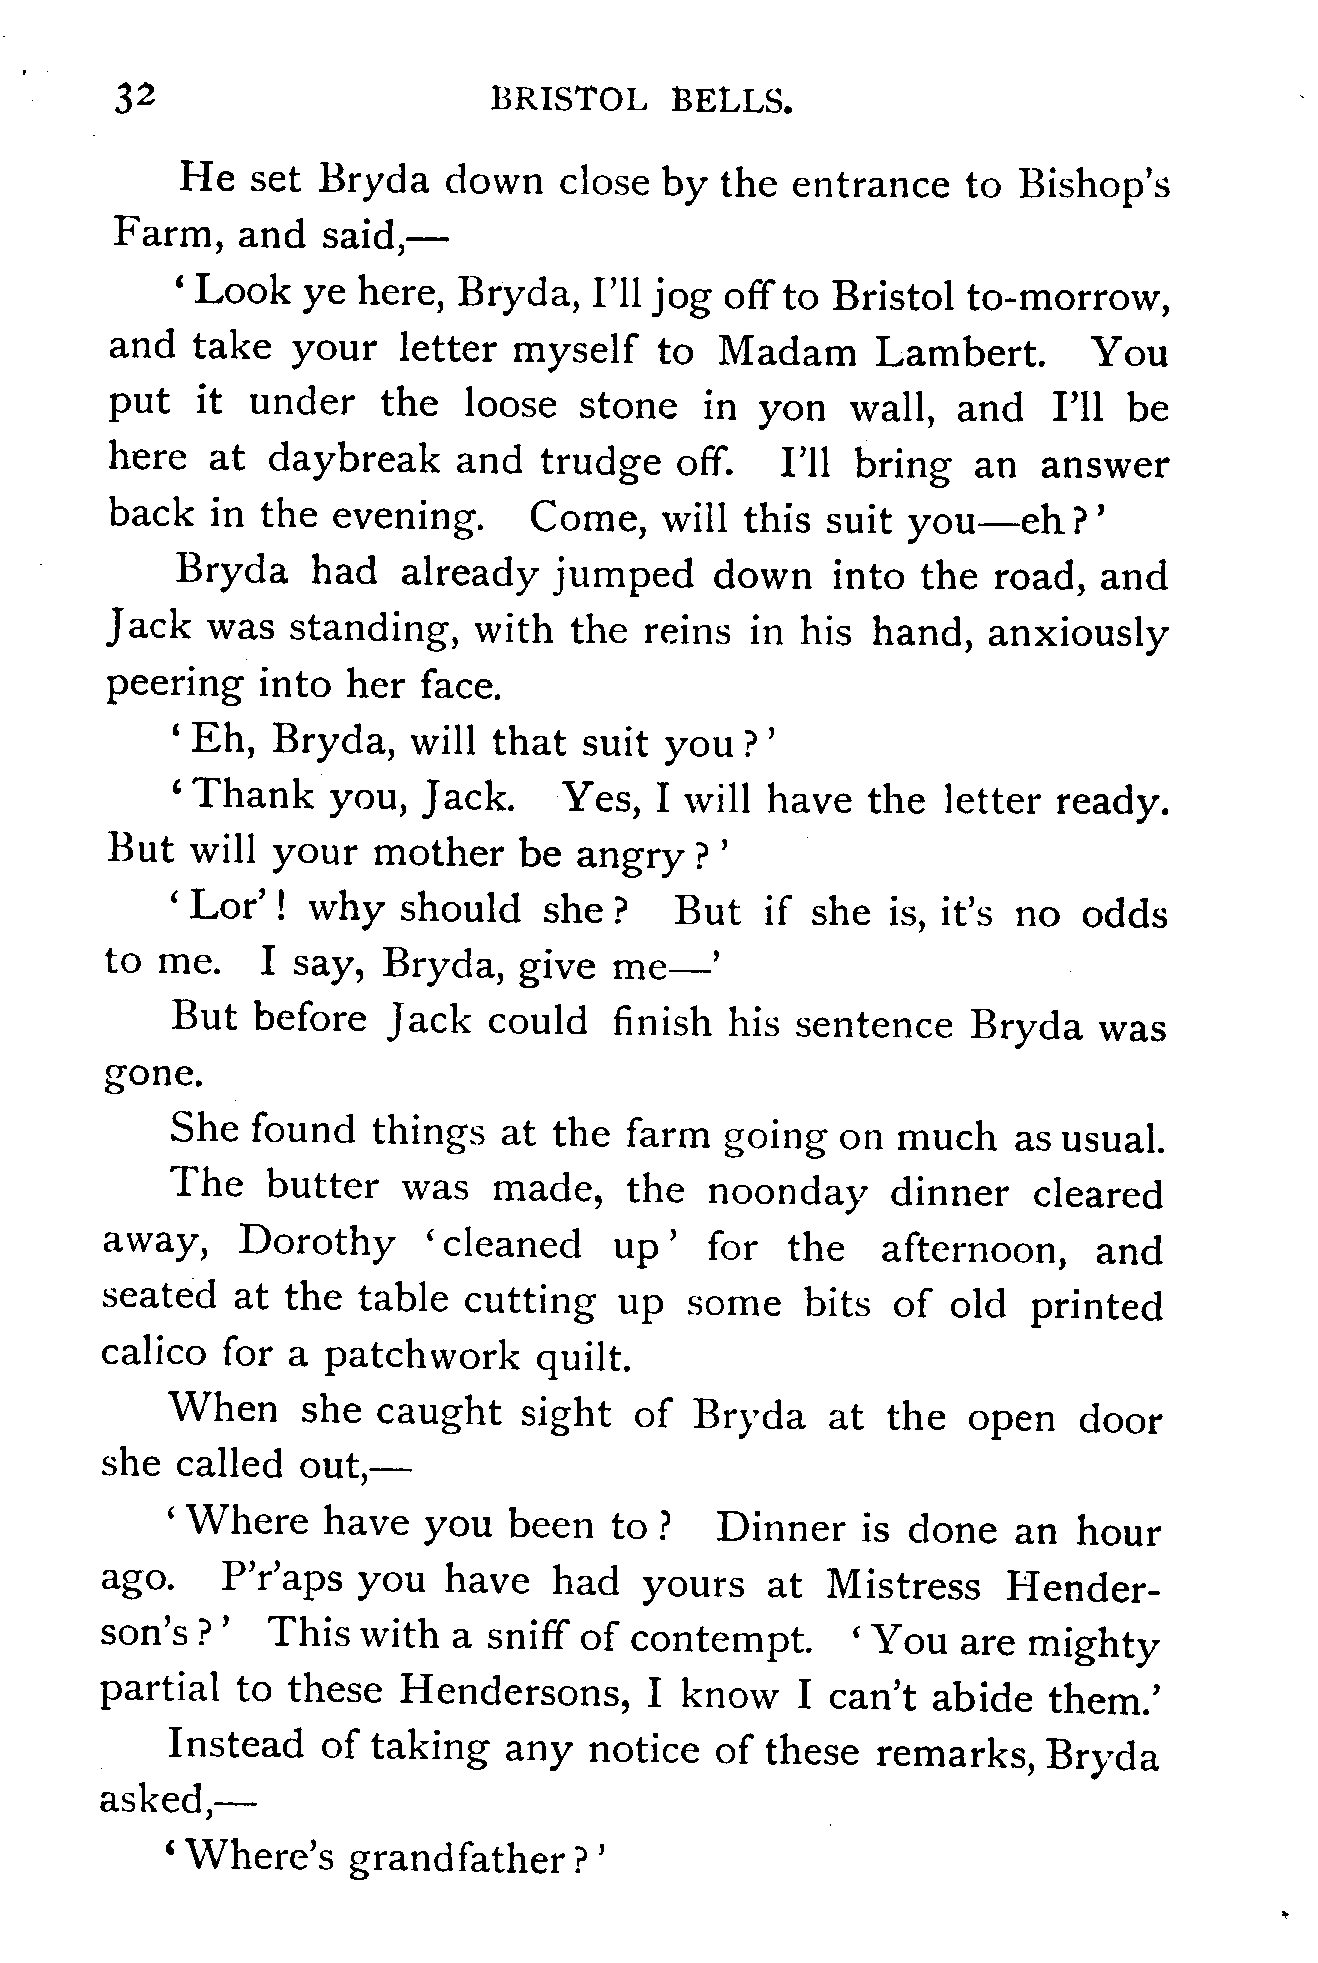 32 BRISTOL BELLS.
He set Bryda down close by the entrance to Bishop's
Farm, and said,—
‘ Look ye here, Bryda, I'll jog off to Bristol to-morrow,
and take your letter myself to Madam Lambert. You
put it under the loose stone in yon wall, and I'll be
here at daybreak and trudge off. I'll bring an answer
back in the evening. Come, will this suit you—eh ? ’
Bryda had already jumped down into the road, and
Jack was standing, with the reins in his hand, anxiously
peering into her face.
‘ Eh, Bryda, will that suit you ? ’
‘ Thank you, Jack. Yes, I will have the letter ready.
But will your mother be angry ? ’
‘ Lor’ ! why should she ? But if she is, it's no odds
to me. I say, Bryda, give me—’
But before Jack could finish his sentence Bryda was
gone.
She found things at the farm going on much as usual.
The butter was made, the noonday dinner cleared
away, Dorothy ‘ cleaned up ’ for the afternoon, and
seated at the table cutting up some bits of old printed
calico for a patchwork quilt.
When she caught sight of Bryda at the open door
she called out,—
‘ Where have you been to ? Dinner is done an hour
ago. P'r'aps you have had yours at Mistress Hender-
son's ? ’ This with a sniff of contempt. ‘ You are mighty
partial to these Hendersons, I know I can't abide them.’
Instead of taking any notice of these remarks, Bryda
asked,—
‘ Where's grandfather ? ’